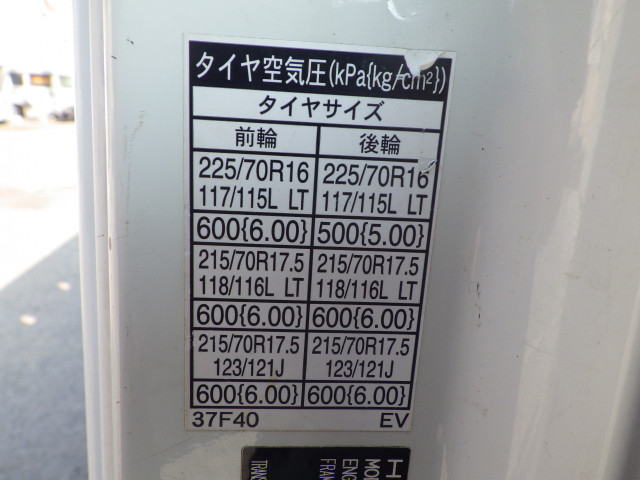 タイヤ空気圧(kPa{kg/cm²})
タイヤサイズ
前輪 後輪
225/70R16 225/70R16
117/115L LT 117/115L LT
600{6.00} 500{5.00}
215/70R17.5 215/70R17.5
118/116L LT 118/116L LT
600{6.00} 600{6.00}
215/70R17.5 215/70R17.5
123/121J 123/121J
600{6.00} 600{6.00}
37F40 EV